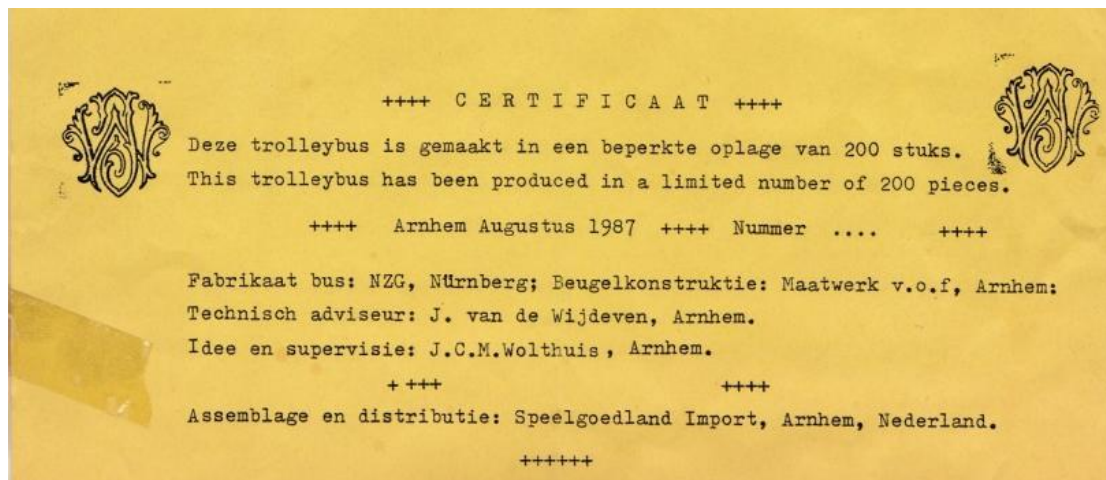 ++++ C E R T I F I C A A T ++++
Deze trolleybus is gemaakt in een beperkte oplage van 200 stuks.
This trolleybus has been produced in a limited number of 200 pieces.
++++ Arnhem Augustus 1987 ++++ Nummer .... ++++
Fabrikaat bus: NZG, Nürnberg; Beugelkonstruktie: Maatwerk v.o.f, Arnhem;
Technisch adviseur: J. van de Wijdeven, Arnhem.
Idee en supervisie: J.C.M.Wolthuis, Arnhem.
+ +++ ++++
Assemblage en distributie: Speelgoedland Import, Arnhem, Nederland.
++++++